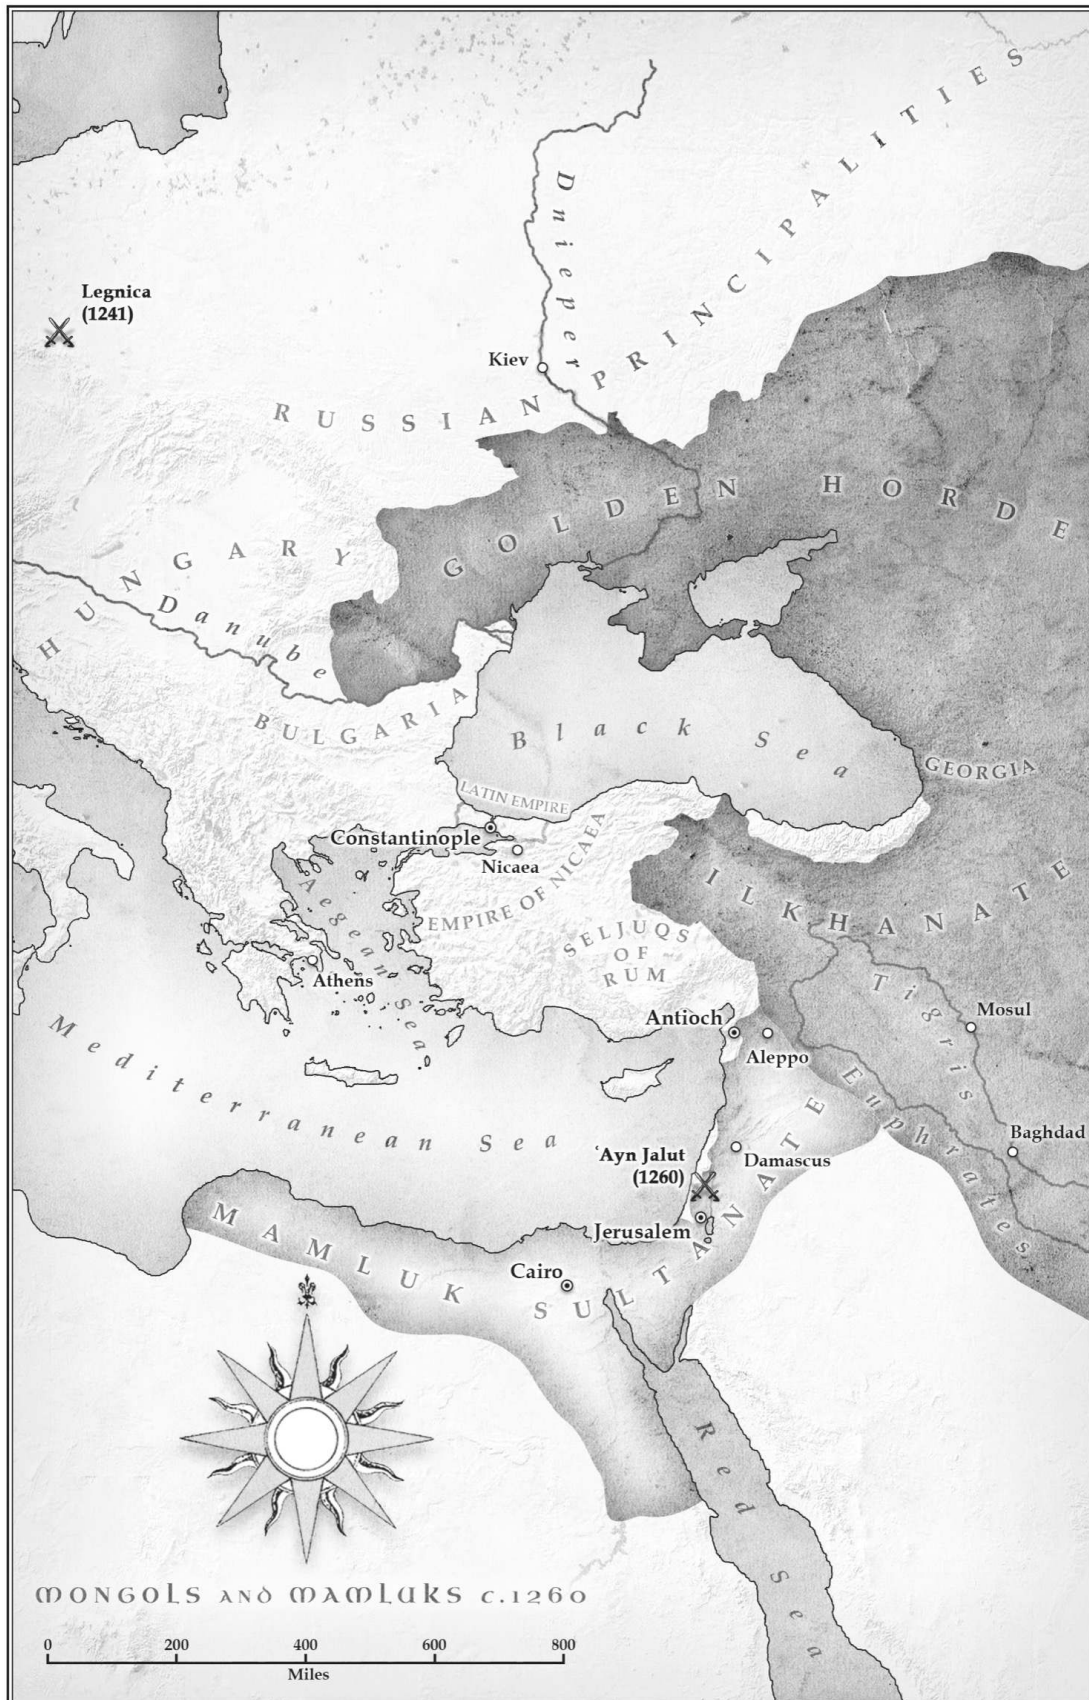 Legnica
(1241)
Dnieper
Kiev
RUSSIAN PRINCIPALITIES
GOLDEN HORDE
HUNGARY
Danube
BULGARIA
Black Sea
GEORGIA
LATIN EMPIRE
Constantinople
Nicaea
EMPIRE OF NICAEA
ILKHANATE
Aegean Sea
SELJUQS
OF
RUM
Athens
Tigris
Mosul
Antioch
Aleppo
Mediterranean Sea
Euphrates
Baghdad
ʿAyn Jalut
(1260)
Damascus
Jerusalem
MAMLUK SULTANATE
Cairo
Red Sea
MONGOLS AND MAMLUKS C.1260
0 200 400 600 800
Miles